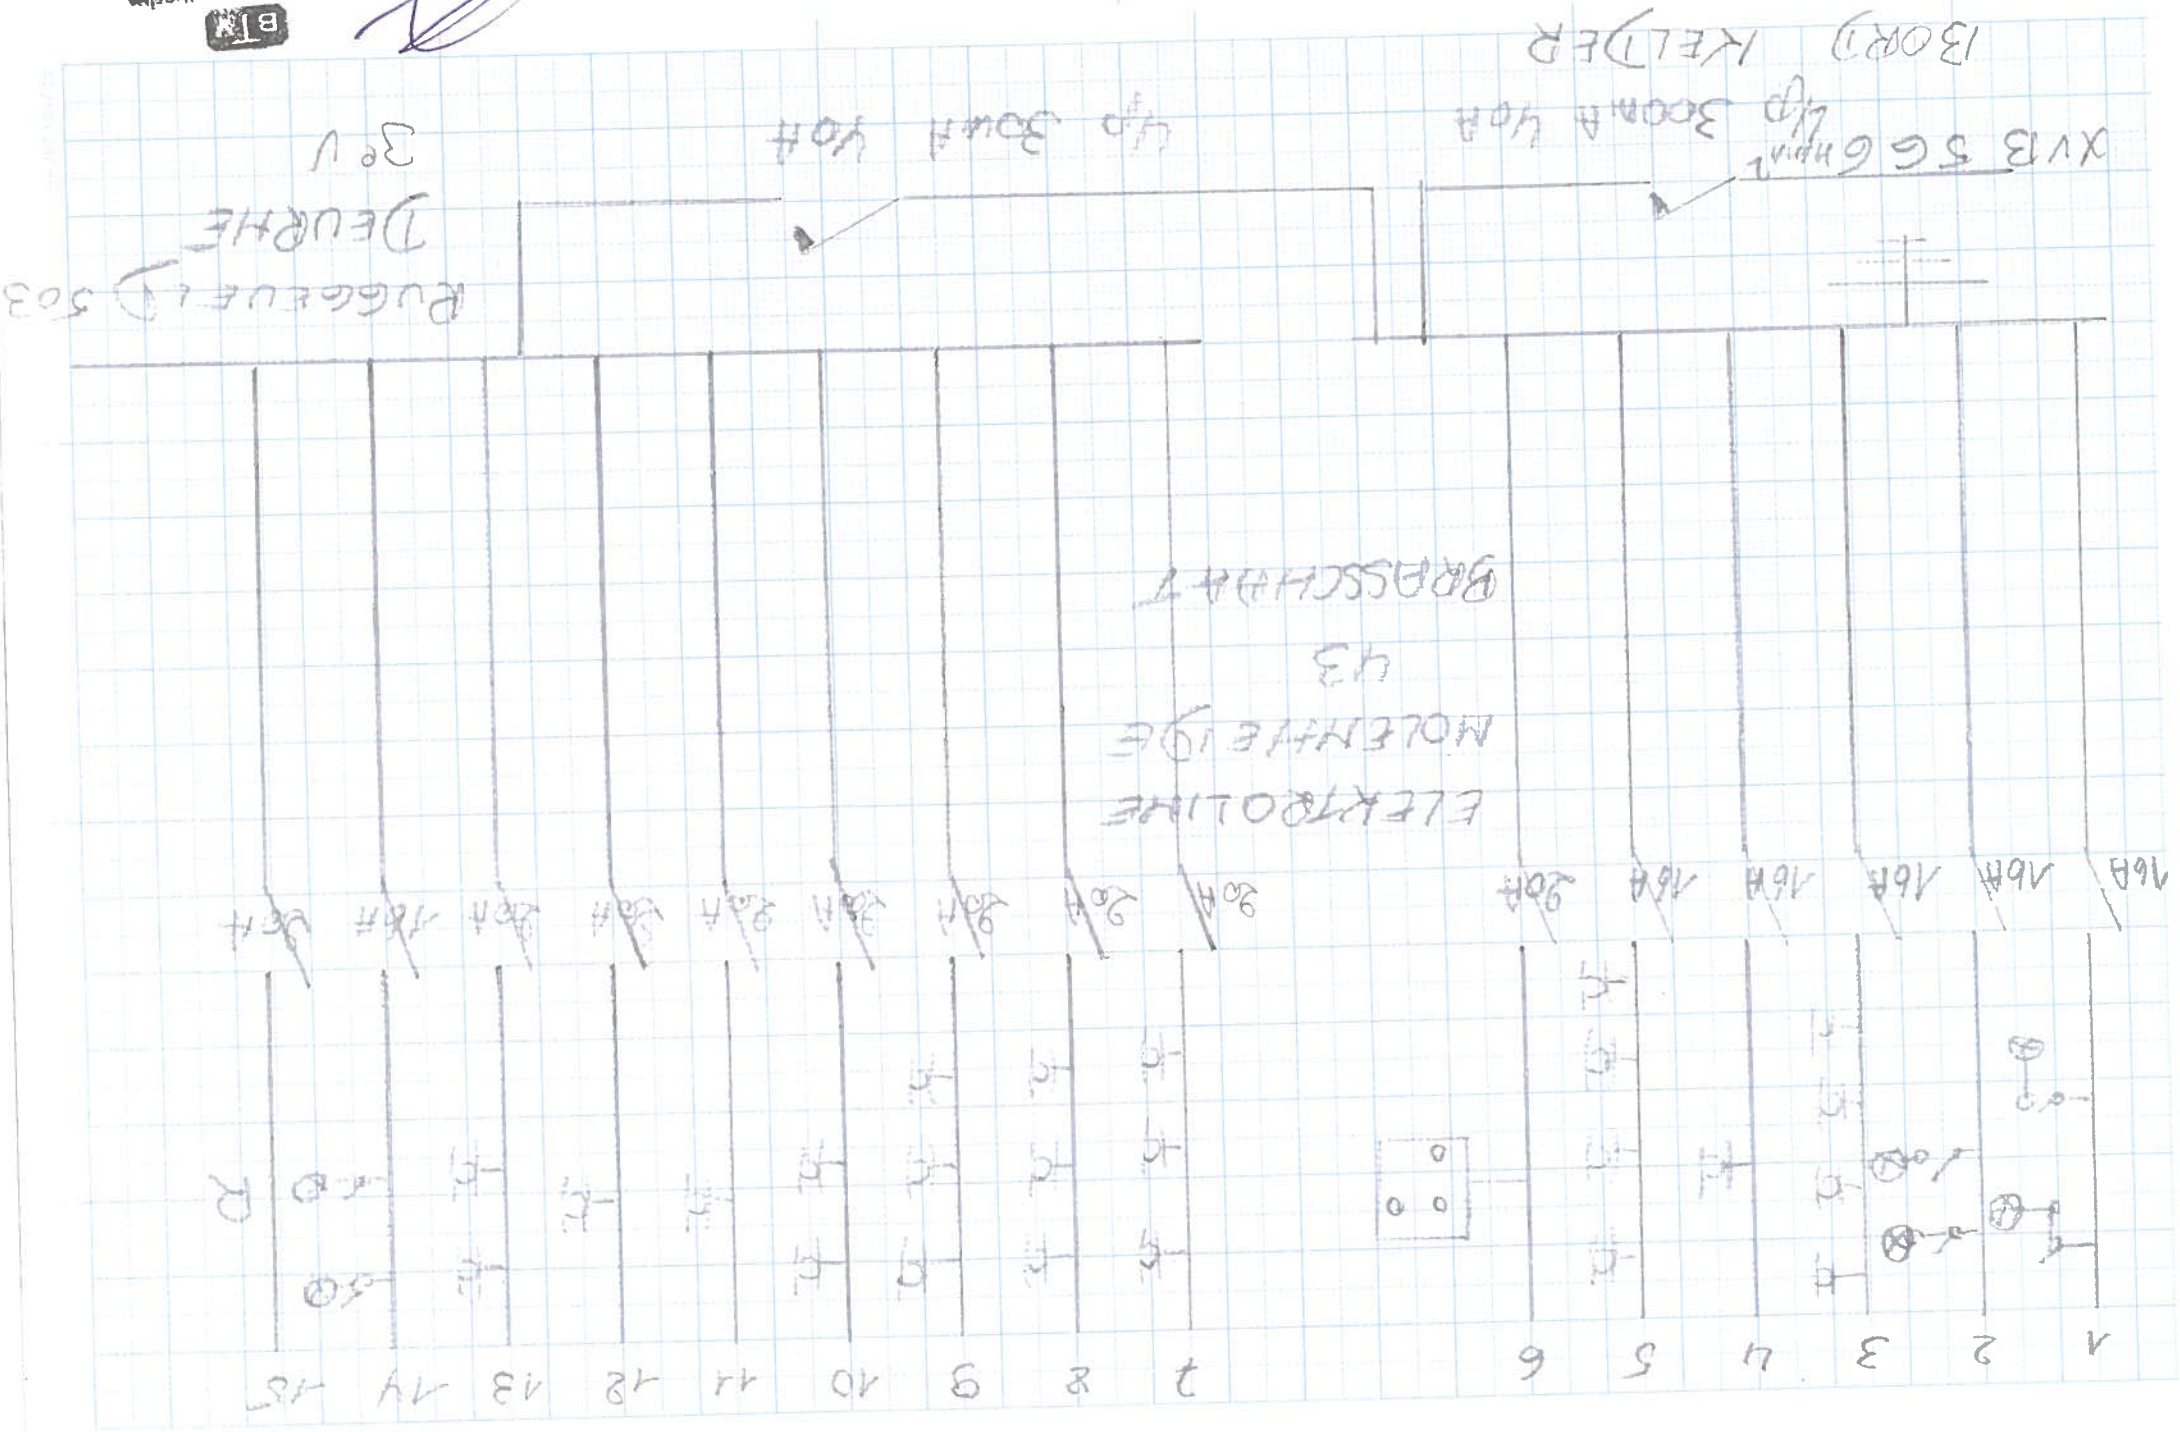 1 2 3 4 5 6 7 8 9 10 11 12 13 14 15
R
16A 16A 16A 16A 16A 20A 20A 20A 20A 20A 20A 20A 20A 16A 20A
ELEKTROLINE
MOLENHEIDE
43
BRASSCHAAT
RUGGEVELD 503
DEURNE
3e V
XVB 5G6mm²
4p 300mA 40A
4p 30mA 40A
BORD KELDER
BTV